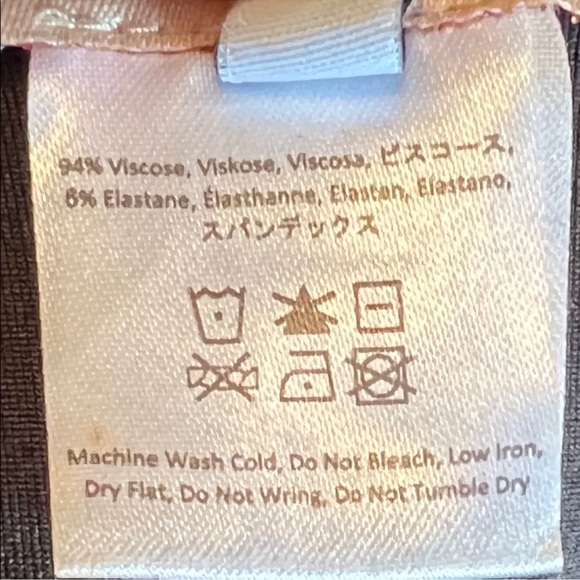 94% Viscose, Viskose, Viscosa, ビスコース,
6% Elastane, Élasthanne, Elastan, Elastano,
スパンデックス
Machine Wash Cold, Do Not Bleach, Low Iron,
Dry Flat, Do Not Wring, Do Not Tumble Dry